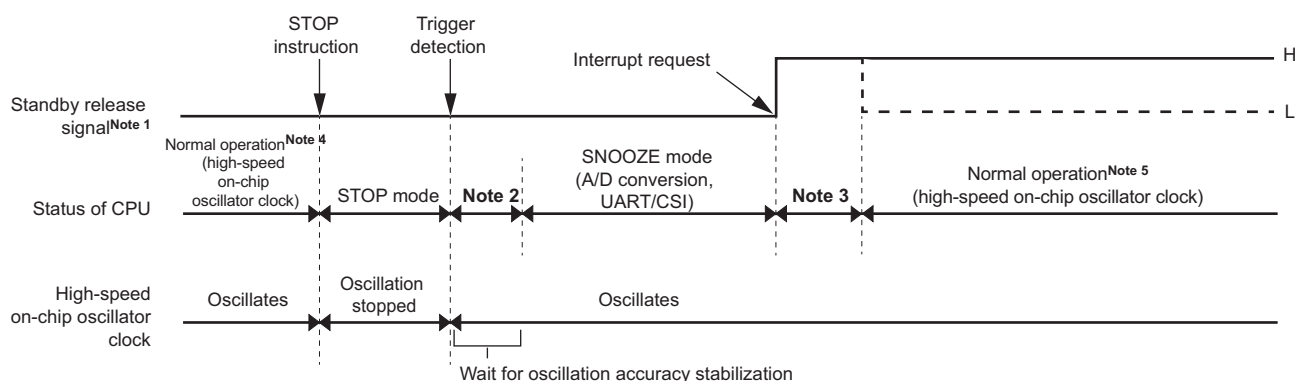 STOP
instruction
Trigger
detection
Interrupt request
H
Standby release
signalNote 1
L
Normal operationNote 4
(high-speed
on-chip
oscillator clock)
SNOOZE mode
(A/D conversion,
UART/CSI)
Normal operationNote 5
(high-speed on-chip oscillator clock)
Status of CPU
STOP mode
Note 2
Note 3
High-speed
on-chip oscillator
clock
Oscillates
Oscillation
stopped
Oscillates
Wait for oscillation accuracy stabilization